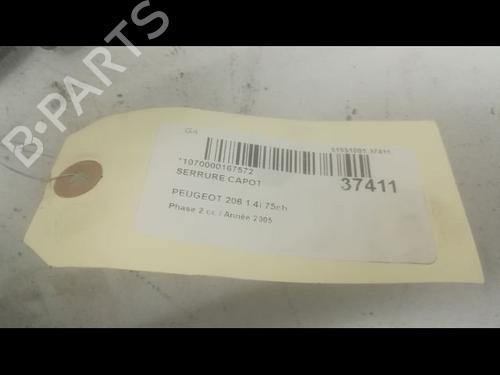 B-PARTS
*1070000167572
SERRURE CAPOT
37411
PEUGEOT 206 1.4i 75ch
Phase 2 cc / Année 2005